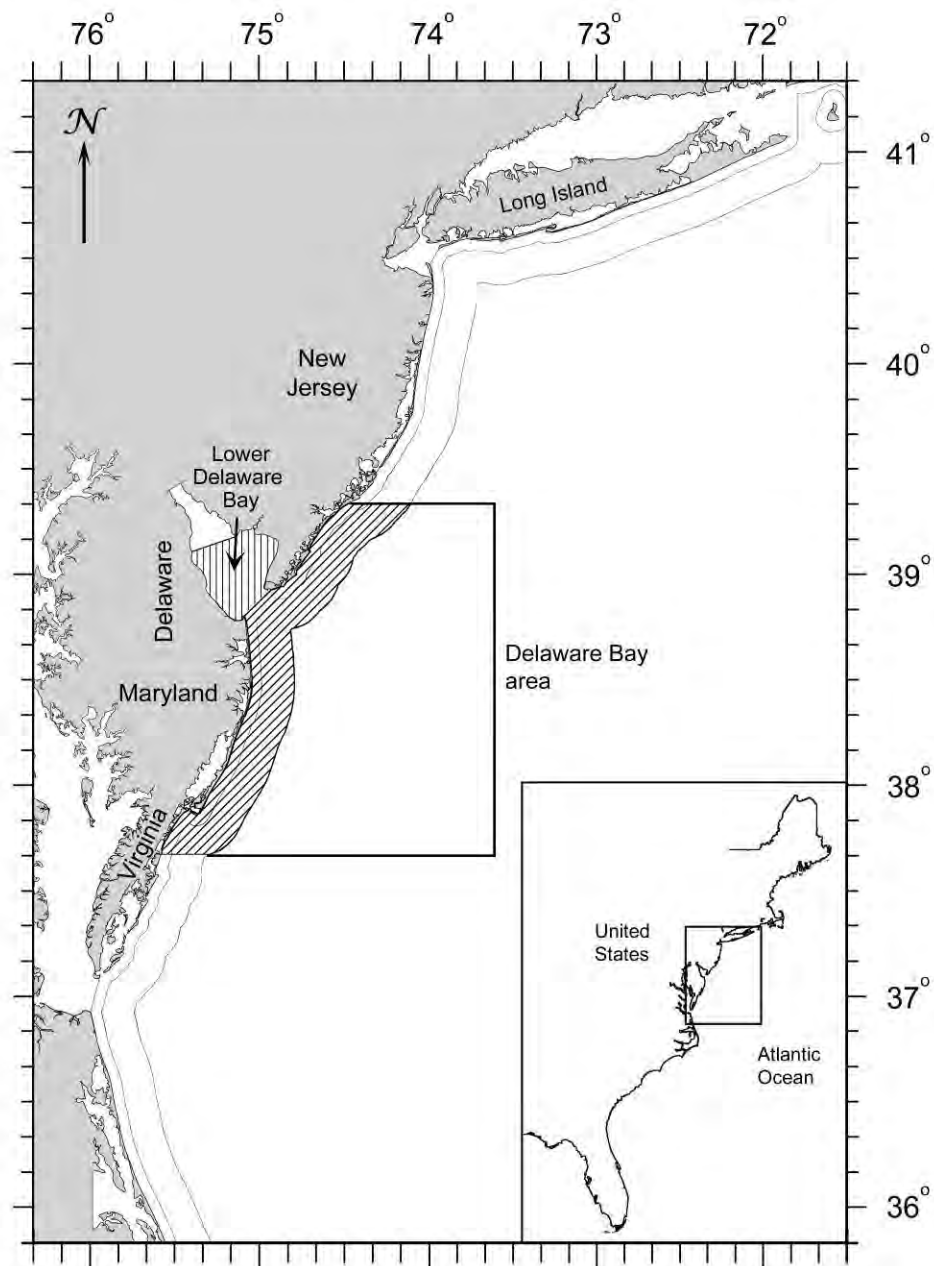 76° 75° 74° 73° 72°
N
41°
Long Island
40°
New
Jersey
Lower
Delaware
Bay
39°
Delaware
Delaware Bay
area
Maryland
38°
Virginia
United
States
37°
Atlantic
Ocean
36°